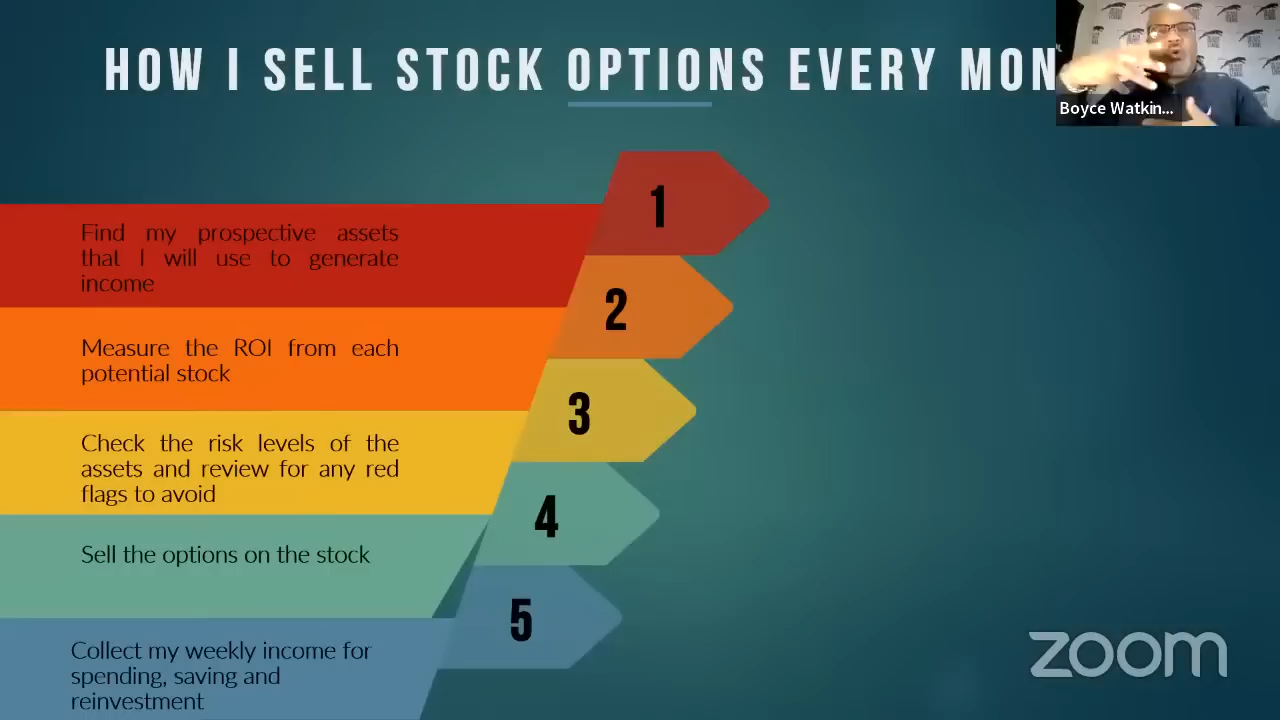 HOW I SELL STOCK OPTIONS EVERY MON
Boyce Watkin...
1
Find my prospective assets
that I will use to generate
income
2
Measure the ROI from each
potential stock
3
Check the risk levels of the
assets and review for any red
flags to avoid
4
Sell the options on the stock
5
Collect my weekly income for
spending, saving and
reinvestment
zoom